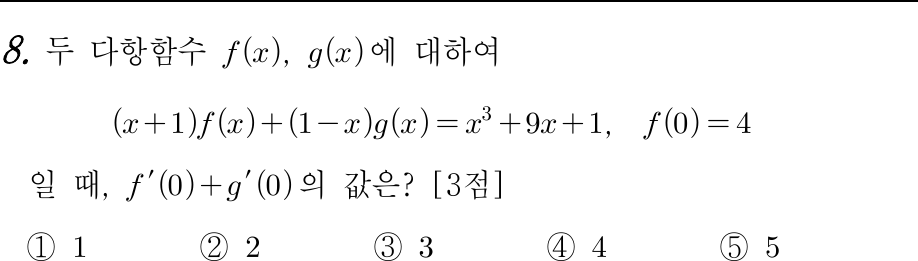 8. 두 다항함수 f(x), g(x)에 대하여
(x+1)f(x)+(1-x)g(x)=x³+9x+1, f(0)=4
일 때, f′(0)+g′(0)의 값은? [3점]
① 1 ② 2 ③ 3 ④ 4 ⑤ 5